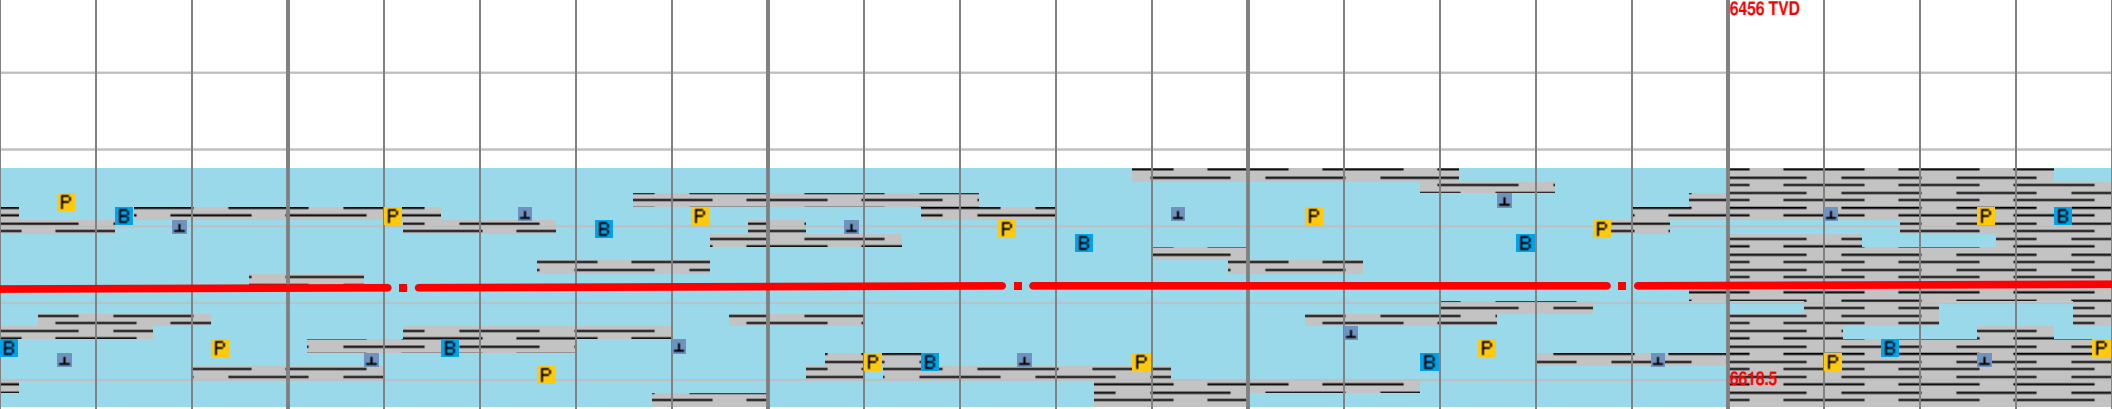 6456 TVD
P
B ⊥ P ⊥ B P ⊥ P B ⊥ P ⊥ B P ⊥ P B
B ⊥ P ⊥ B P ⊥ P B ⊥ P ⊥ B P ⊥ P B ⊥ P
6618.5